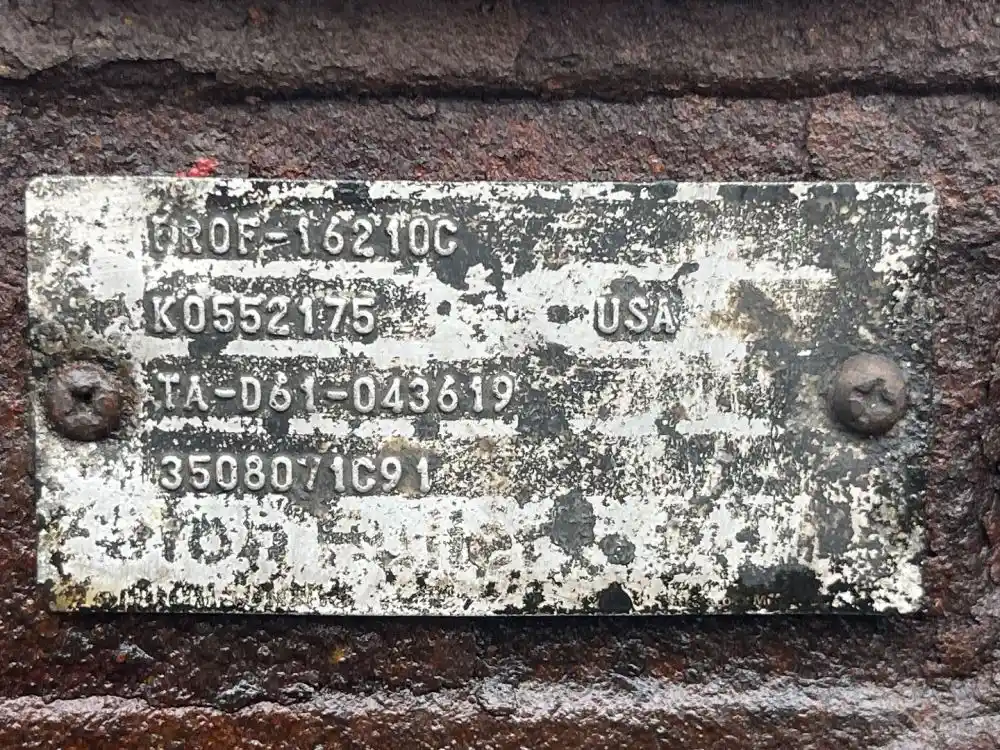 FROF-16210C
K0552175 USA
TA-D61-043619
3508071C91